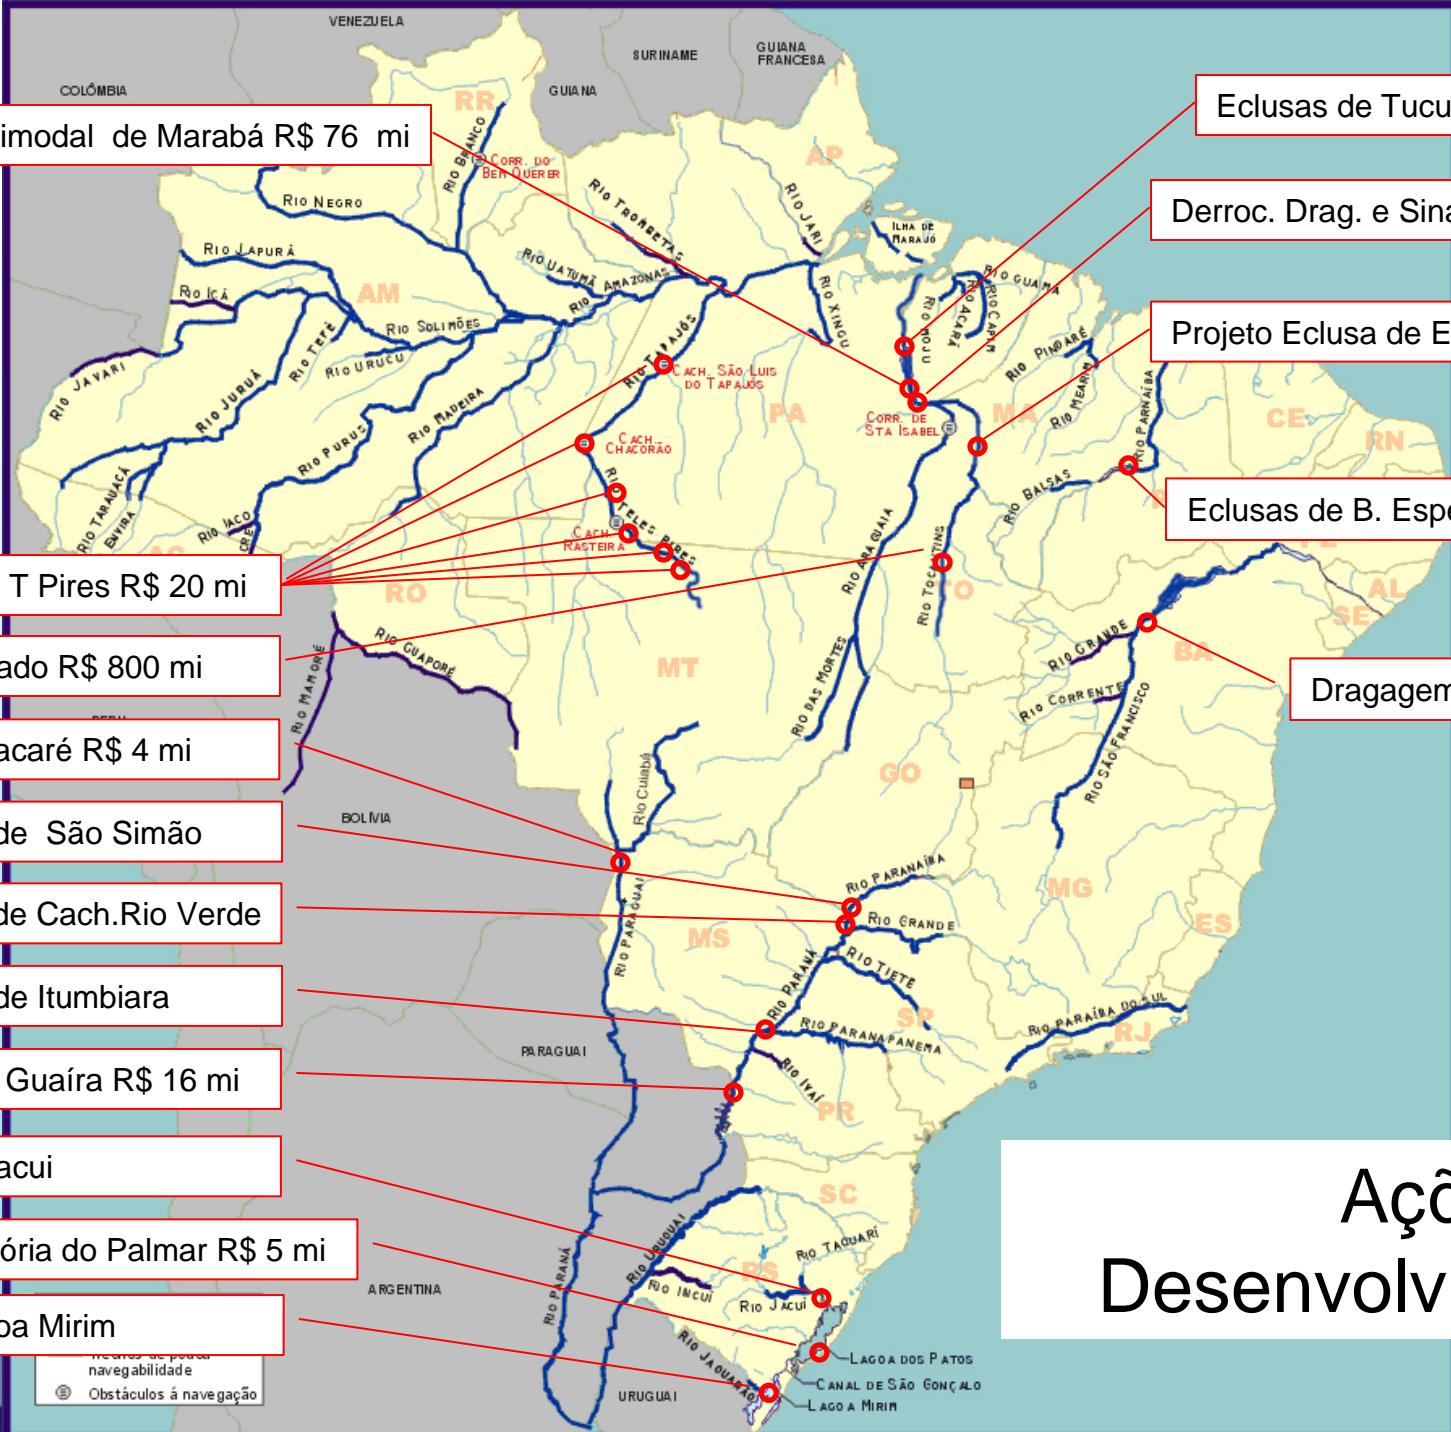 VENEZUELA
SURINAME
GUIANA
FRANCESA
COLÔMBIA
GUIANA
RR
imodal de Marabá R$ 76 mi
Eclusas de Tucu
RIO BRANCO
CORR. DO
BEM QUERER
AP
RIO NEGRO
RIO TROMBETAS
RIO JARI
Derroc. Drag. e Sina
ILHA DE
MARAJÓ
RIO JAPURÁ
RIO UATUMÃ
RIO AMAZONAS
RIO GUAMA
RIO IÇÁ
AM
RIO XINGU
RIO MOJU
RIO ACARÁ
RIO CAPIM
RIO SOLIMÕES
RIO TEFÉ
RIO URUCU
RIO TAPAJÓS
Projeto Eclusa de E
RIO PINDARÉ
JAVARI
RIO
RIO JURUÁ
CACH. SÃO LUIS
DO TAPAJÓS
RIO MEARIM
RIO PARNAÍBA
PA
MA
CE
RN
RIO MADEIRA
RIO PURUS
CORR. DE
STA ISABEL
CACH.
CHACORÃO
RIO TARAUACÁ
ENVIRA
RIO IACO
RIO TELES PIRES
RIO BALSAS
Eclusas de B. Espe
CACH.
RASTEIRA
RIO ARAGUAIA
RIO TOCANTINS
TO
T Pires R$ 20 mi
RO
AL
SE
RIO GUAPORÉ
RIO MAMORÉ
ado R$ 800 mi
MT
RIO DAS MORTES
RIO GRANDE
BA
RIO CORRENTE
RIO SÃO FRANCISCO
Dragagem
acaré R$ 4 mi
Rio Cuiabá
GO
BOLÍVIA
de São Simão
RIO PARANAÍBA
MG
de Cach.Rio Verde
RIO PARAGUAI
MS
RIO GRANDE
ES
RIO TIETE
de Itumbiara
RIO PARANÁ
SP
RIO PARANAPANEMA
RIO PARAÍBA DO SUL
RJ
PARAGUAI
Guaíra R$ 16 mi
RIO IVAÍ
PR
acui
SC
Açõ
Desenvolv
RIO URUGUAI
RIO TAQUARI
ória do Palmar R$ 5 mi
RIO PARANÁ
RS
RIO IBICUÍ
RIO JACUÍ
ARGENTINA
oa Mirim
RIO JAGUARÃO
LAGOA DOS PATOS
navegabilidade
CANAL DE SÃO GONÇALO
Obstáculos á navegação
URUGUAI
LAGOA MIRIM